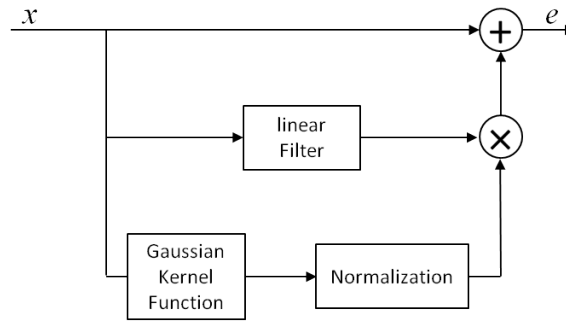 x
e
+
linear
Filter
×
Gaussian
Kernel
Function
Normalization